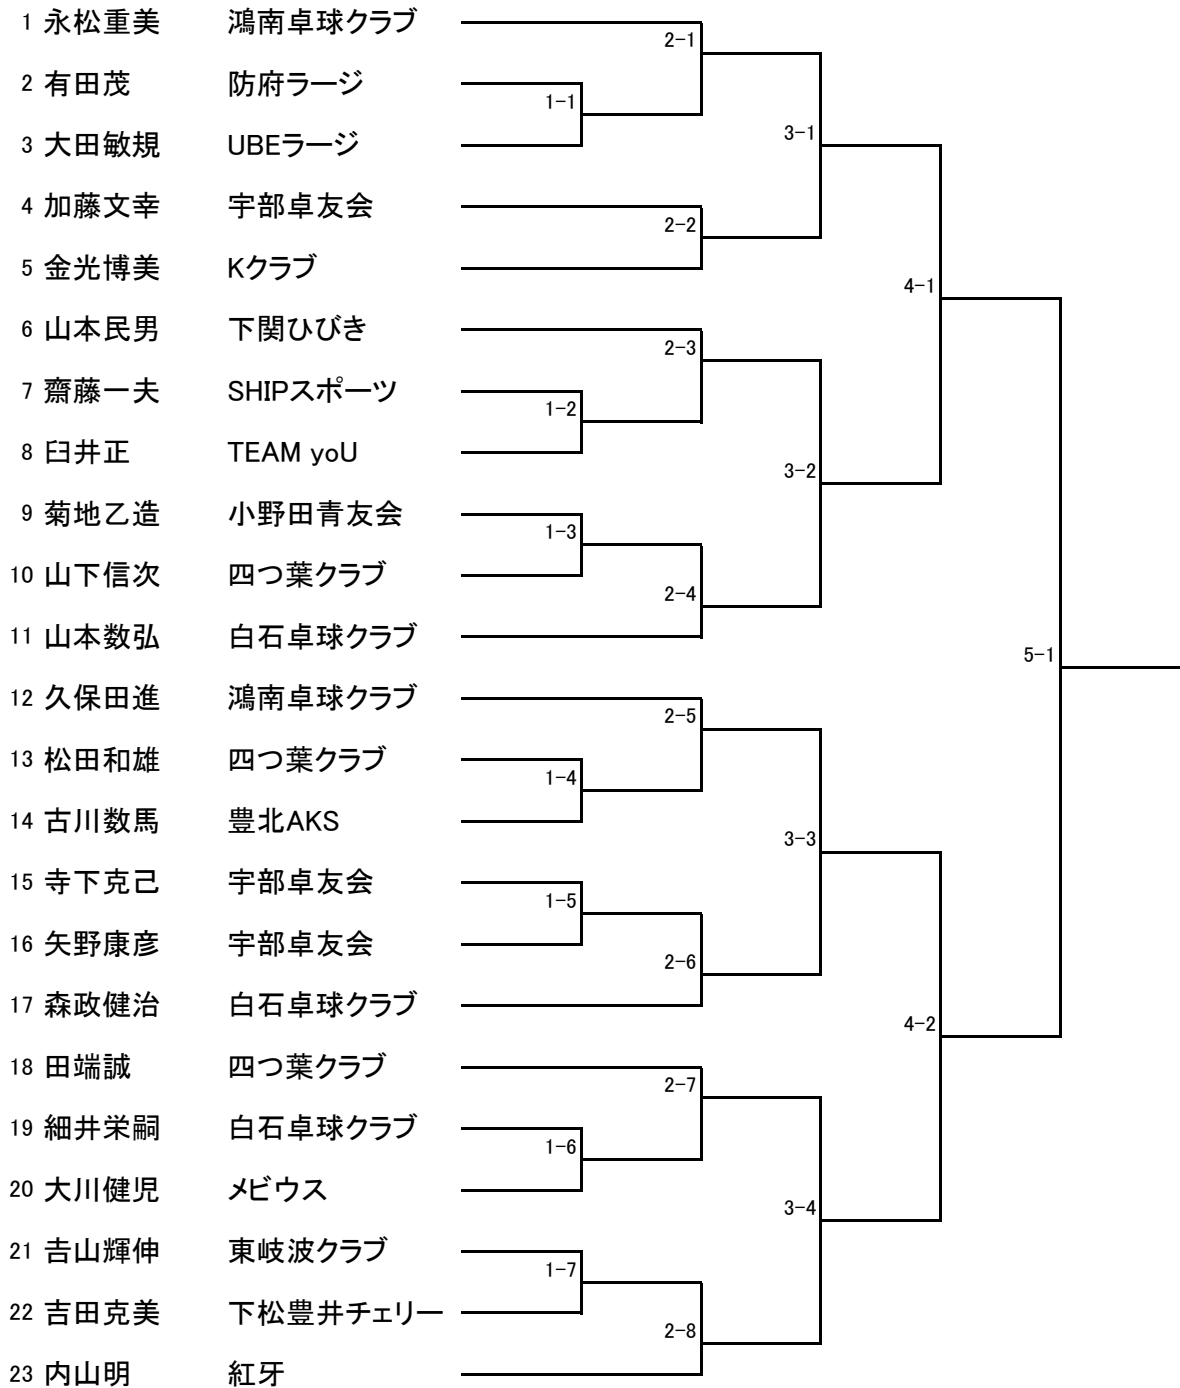 1 永松重美 鴻南卓球クラブ
2-1
2 有田茂 防府ラージ
1-1
3 大田敏規 UBEラージ
3-1
4 加藤文幸 宇部卓友会
2-2
5 金光博美 Kクラブ
4-1
6 山本民男 下関ひびき
2-3
7 齋藤一夫 SHIPスポーツ
1-2
8 臼井正 TEAM yoU
3-2
9 菊地乙造 小野田青友会
1-3
10 山下信次 四つ葉クラブ
2-4
11 山本数弘 白石卓球クラブ
5-1
12 久保田進 鴻南卓球クラブ
2-5
13 松田和雄 四つ葉クラブ
1-4
14 古川数馬 豊北AKS
3-3
15 寺下克己 宇部卓友会
1-5
16 矢野康彦 宇部卓友会
2-6
17 森政健治 白石卓球クラブ
4-2
18 田端誠 四つ葉クラブ
2-7
19 細井栄嗣 白石卓球クラブ
1-6
20 大川健児 メビウス
3-4
21 𠮷山輝伸 東岐波クラブ
1-7
22 吉田克美 下松豊井チェリー
2-8
23 内山明 紅牙